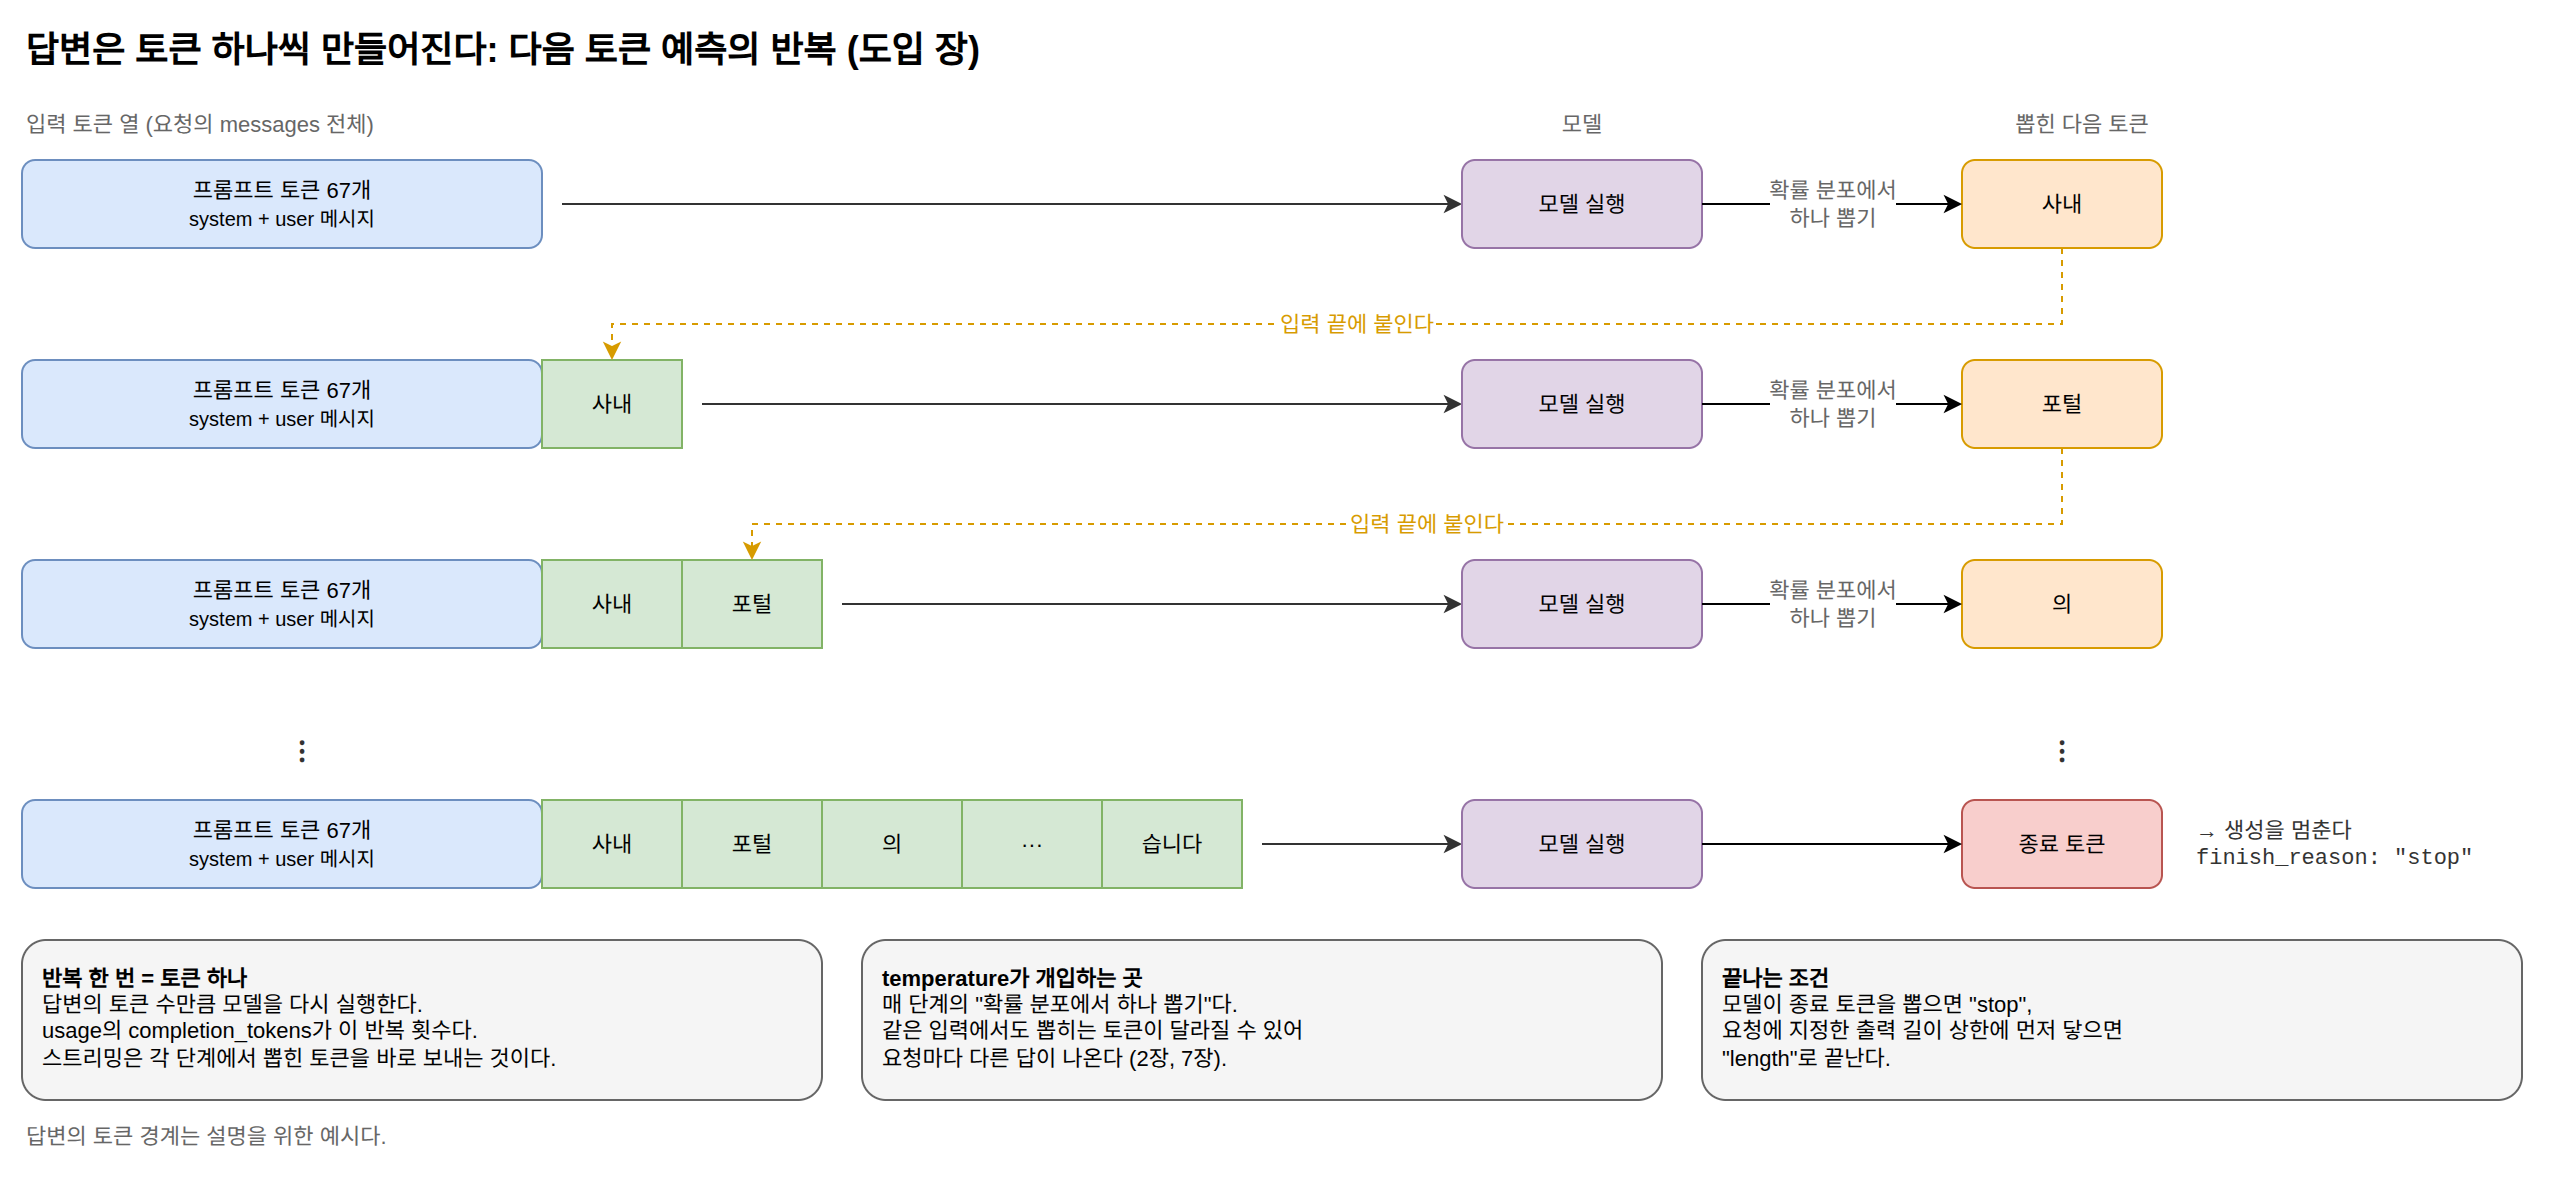 답변은 토큰 하나씩 만들어진다: 다음 토큰 예측의 반복 (도입 장)
입력 토큰 열 (요청의 messages 전체)
모델
뽑힌 다음 토큰
프롬프트 토큰 67개
system + user 메시지
모델 실행
확률 분포에서
하나 뽑기
사내
입력 끝에 붙인다
프롬프트 토큰 67개
system + user 메시지
사내
모델 실행
확률 분포에서
하나 뽑기
포털
입력 끝에 붙인다
프롬프트 토큰 67개
system + user 메시지
사내
포털
모델 실행
확률 분포에서
하나 뽑기
의
⋮
⋮
프롬프트 토큰 67개
system + user 메시지
사내
포털
의
…
습니다
모델 실행
종료 토큰
→ 생성을 멈춘다
finish_reason: "stop"
반복 한 번 = 토큰 하나
답변의 토큰 수만큼 모델을 다시 실행한다.
usage의 completion_tokens가 이 반복 횟수다.
스트리밍은 각 단계에서 뽑힌 토큰을 바로 보내는 것이다.
temperature가 개입하는 곳
매 단계의 "확률 분포에서 하나 뽑기"다.
같은 입력에서도 뽑히는 토큰이 달라질 수 있어
요청마다 다른 답이 나온다 (2장, 7장).
끝나는 조건
모델이 종료 토큰을 뽑으면 "stop",
요청에 지정한 출력 길이 상한에 먼저 닿으면
"length"로 끝난다.
답변의 토큰 경계는 설명을 위한 예시다.